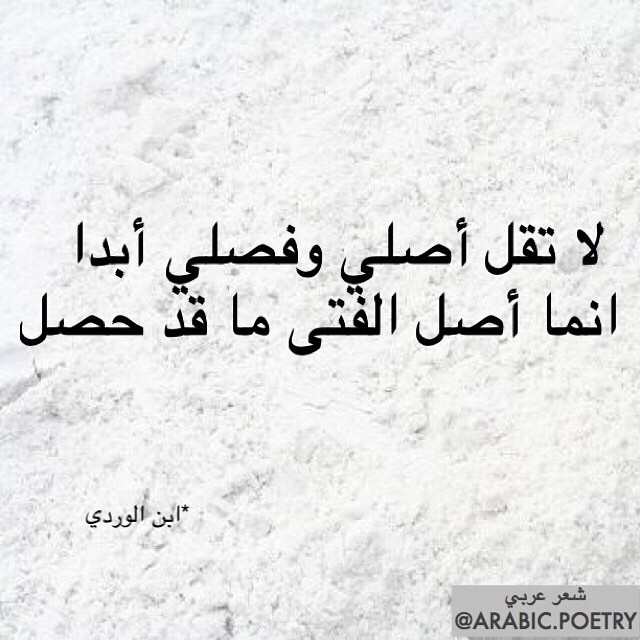 لا تقل أصلي وفصلي أبدا
انما أصل الفتى ما قد حصل
*ابن الوردي
شعر عربي
@ARABIC.POETRY